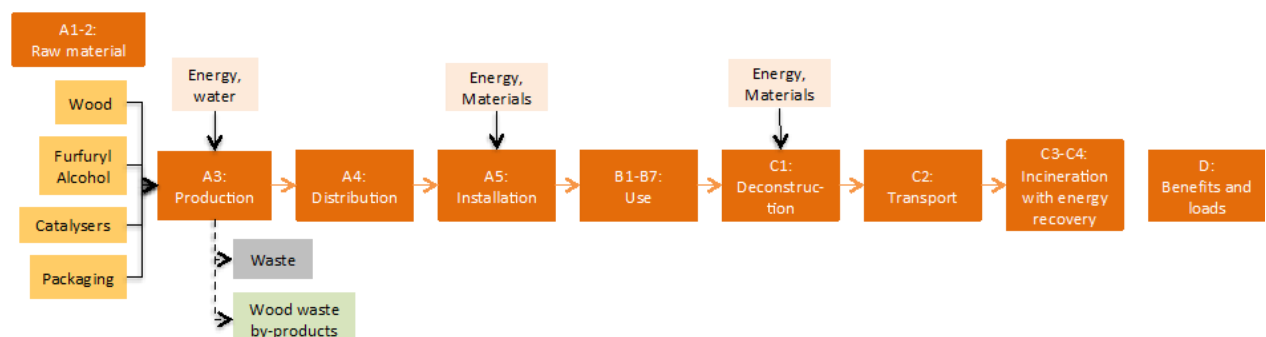 A1-2:
Raw material
Wood
Furfuryl
Alcohol
Catalysers
Packaging
Energy,
water
A3:
Production
Waste
Wood waste
by-products
A4:
Distribution
Energy,
Materials
A5:
Installation
B1-B7:
Use
Energy,
Materials
C1:
Deconstruc-
tion
C2:
Transport
C3-C4:
Incineration
with energy
recovery
D:
Benefits and
loads